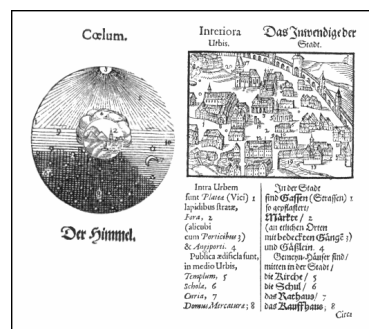 Cœlum.
Der Himmel.
Interiora
Urbis.
Das Innwendige der
Stadt.
Intra Urbem
sunt Plateæ (Vici) 1
lapidibus stratæ,
Fora, 2
(alicubi
cum Porticibus 3)
& Angiporti. 4
Publica ædificia sunt,
in medio Urbis,
Templum, 5
Schola, 6
Curia, 7
Domus Mercaturæ; 8
In der Stadt
sind Gassen (Strassen) 1
so gepflastert/
Märkte/ 2
(an etlichen Orten
mit bedeckten Gänge 3)
und Gäßlein. 4
Gemeyn-Häuser sind/
mitten in der Stadt/
die Kirche/ 5
die Schul/ 6
das Rathaus/ 7
das Kauffhaus; 8
Circa